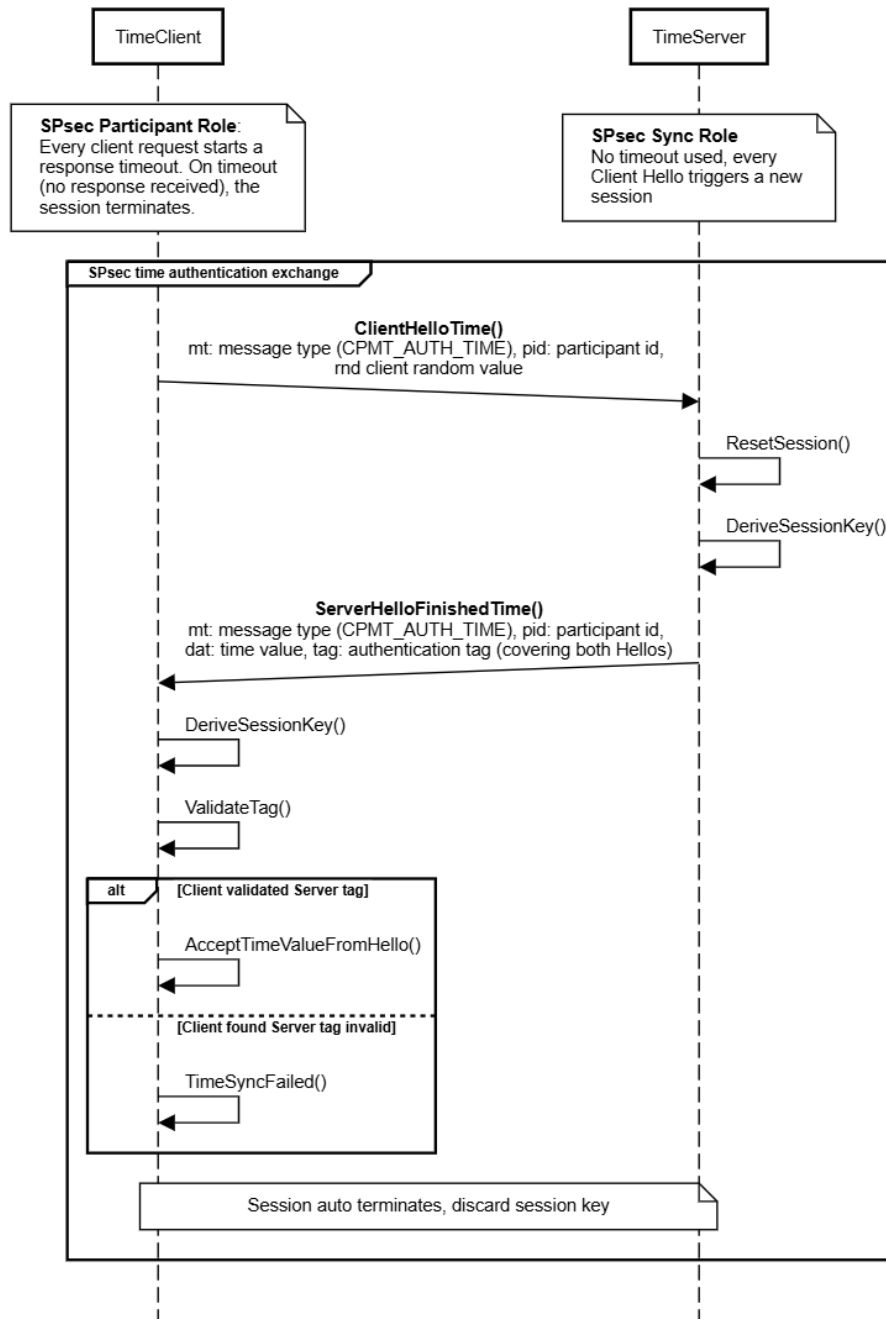 TimeClient
TimeServer
SPsec Participant Role:
Every client request starts a
response timeout. On timeout
(no response received), the
session terminates.
SPsec Sync Role
No timeout used, every
Client Hello triggers a new
session
SPsec time authentication exchange
ClientHelloTime()
mt: message type (CPMT_AUTH_TIME), pid: participant id,
rnd client random value
ResetSession()
DeriveSessionKey()
ServerHelloFinishedTime()
mt: message type (CPMT_AUTH_TIME), pid: participant id,
dat: time value, tag: authentication tag (covering both Hellos)
DeriveSessionKey()
ValidateTag()
alt [Client validated Server tag]
AcceptTimeValueFromHello()
[Client found Server tag invalid]
TimeSyncFailed()
Session auto terminates, discard session key